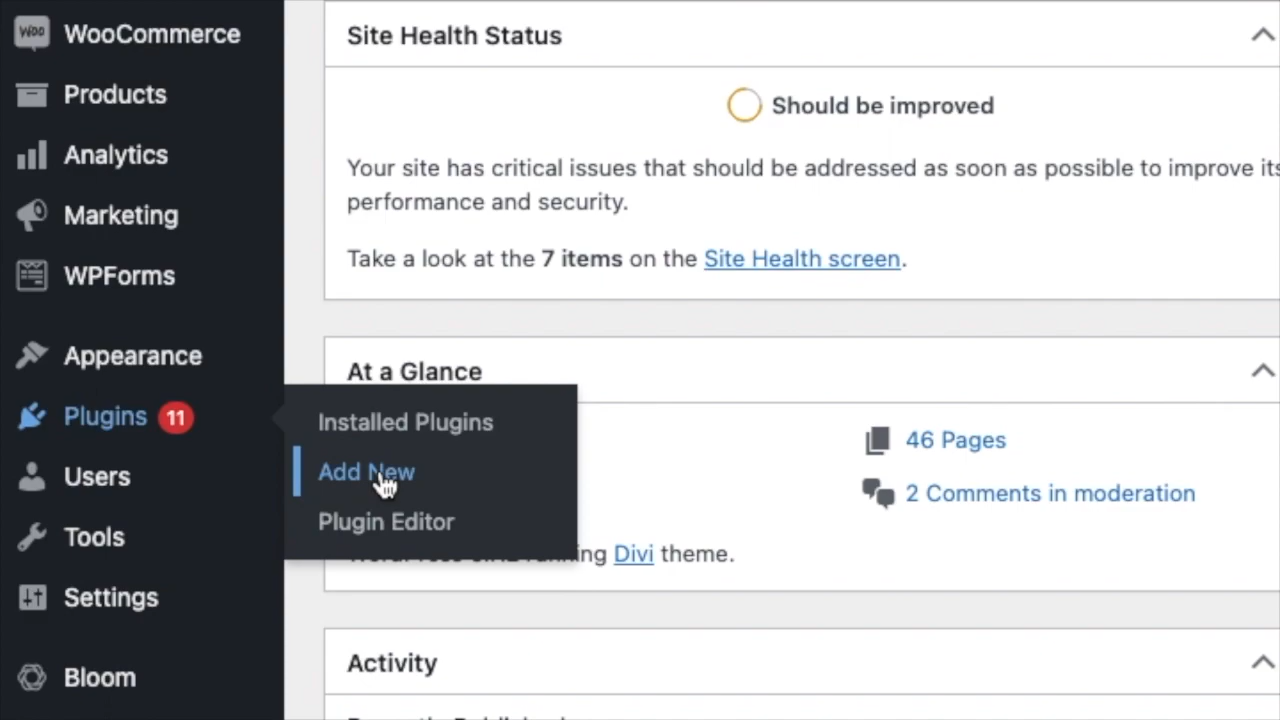 WOO
WooCommerce
Products
Analytics
Marketing
WPForms
Appearance
Plugins 11
Users
Tools
Settings
Bloom
Installed Plugins
Add New
Plugin Editor
Site Health Status
Should be improved
Your site has critical issues that should be addressed as soon as possible to improve its
performance and security.
Take a look at the 7 items on the Site Health screen.
At a Glance
46 Pages
2 Comments in moderation
Divi theme.
Activity